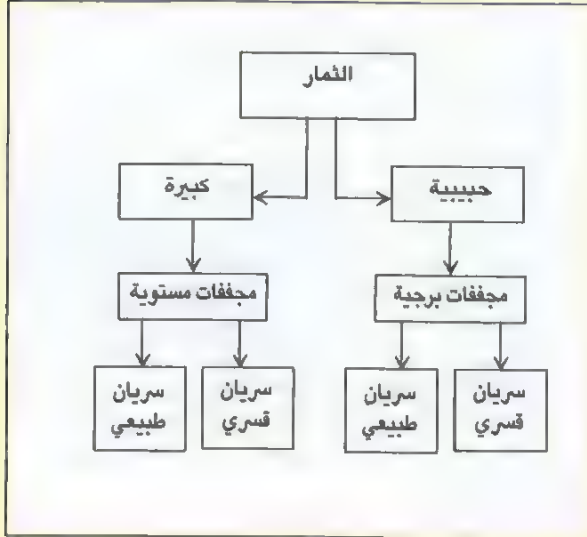 الثمار
حبيبية
كبيرة
مجففات برجية
مجففات مستوية
سريان
قسري
سريان
طبيعي
سريان
قسري
سريان
طبيعي